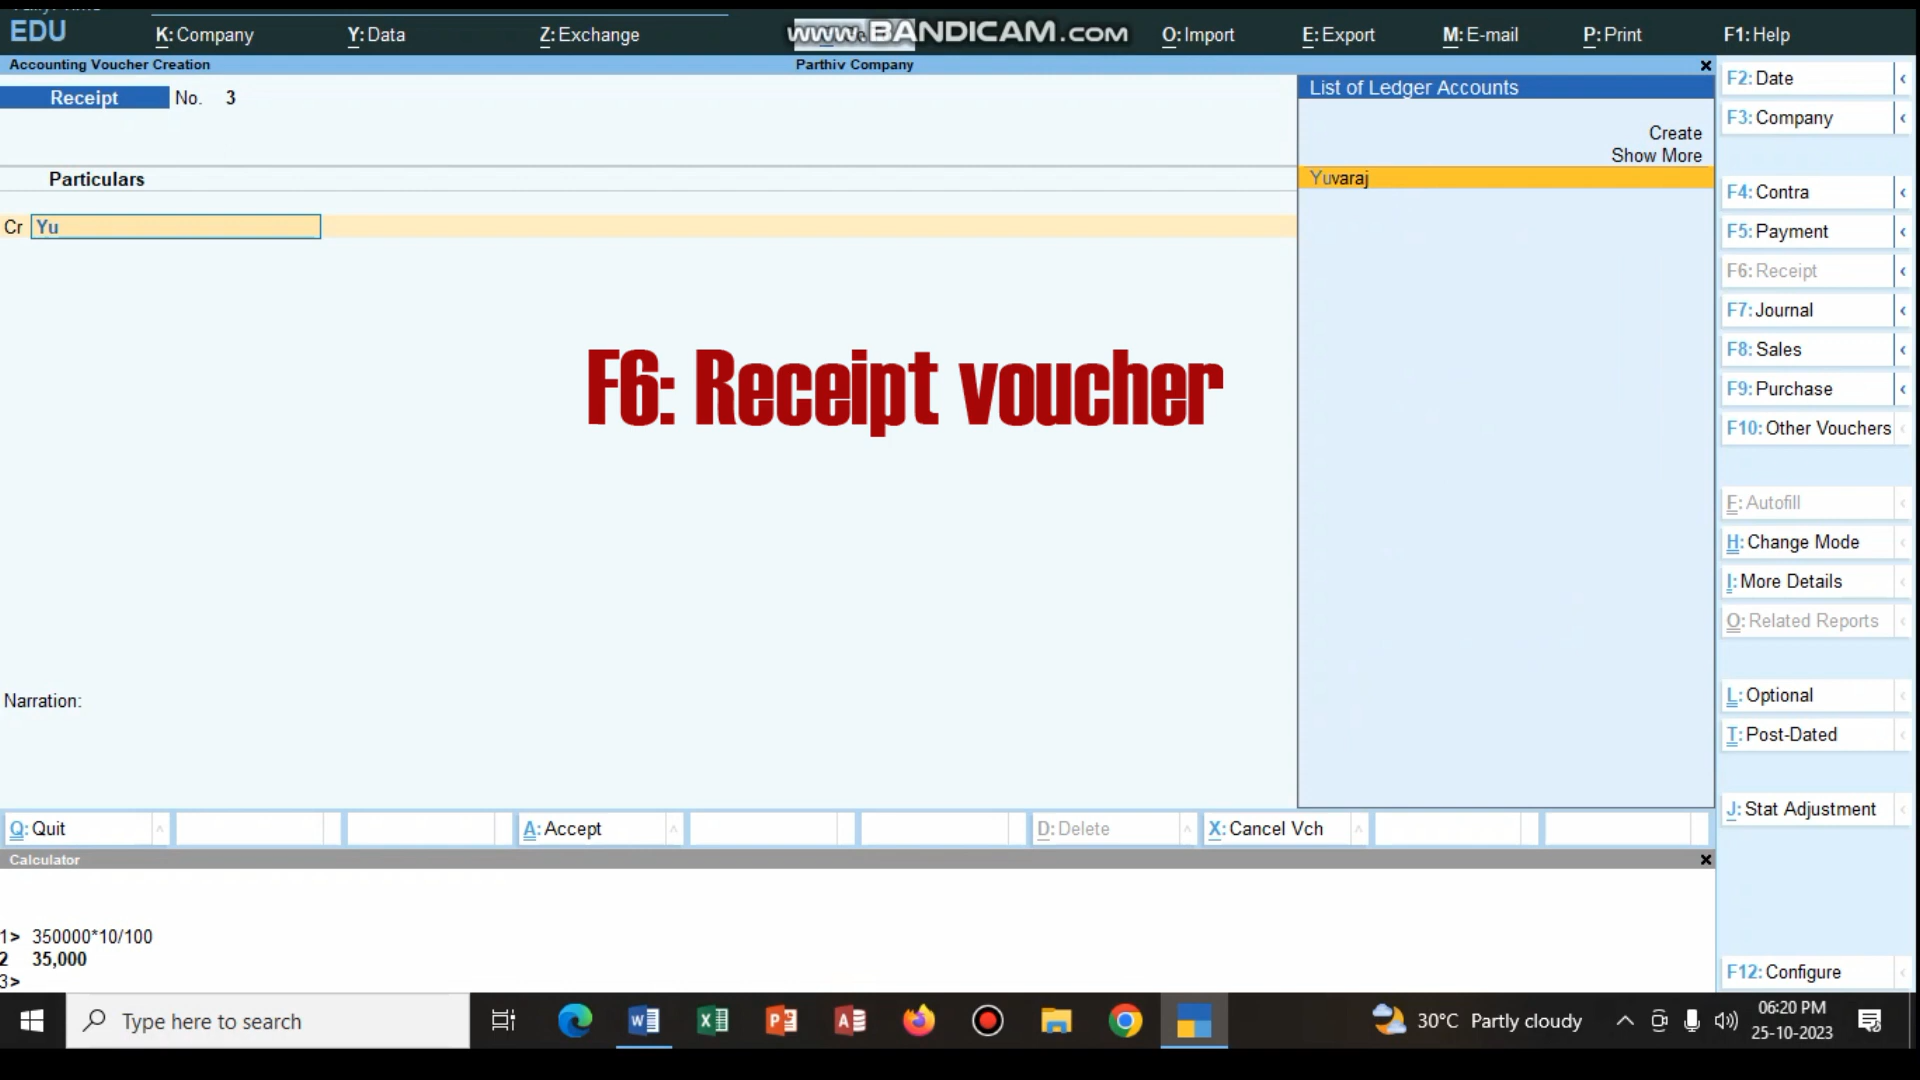 EDU
K: Company
Y: Data
Z: Exchange
www.BANDICAM.com
O: Import
E: Export
M: E-mail
P: Print
F1: Help
Accounting Voucher Creation
Parthiv Company
Receipt No. 3
Particulars
Cr Yu
List of Ledger Accounts
Create
Show More
Yuvaraj
F6: Receipt voucher
Narration:
F2: Date
F3: Company
F4: Contra
F5: Payment
F6: Receipt
F7: Journal
F8: Sales
F9: Purchase
F10: Other Vouchers
F: Autofill
H: Change Mode
I: More Details
O: Related Reports
L: Optional
T: Post-Dated
J: Stat Adjustment
F12: Configure
Q: Quit
A: Accept
D: Delete
X: Cancel Vch
Calculator
1> 350000*10/100
2 35,000
3>
Type here to search
30°C Partly cloudy
06:20 PM
25-10-2023